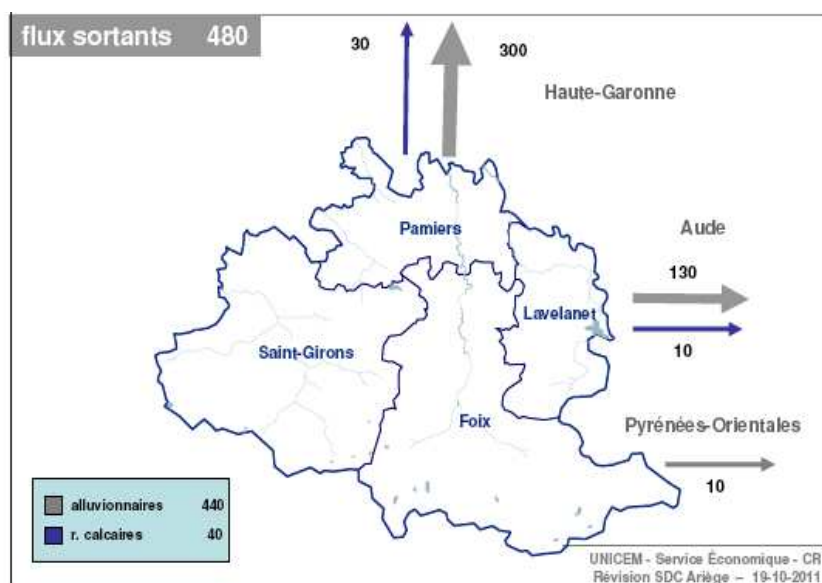 flux sortants 480
30
300
Haute-Garonne
Pamiers
Aude
130
Lavelanet
10
Saint-Girons
Foix
Pyrénées-Orientales
10
alluvionnaires 440
r. calcaires 40
UNICEM - Service Économique - CR
Révision SDC Ariège – 19-10-2011